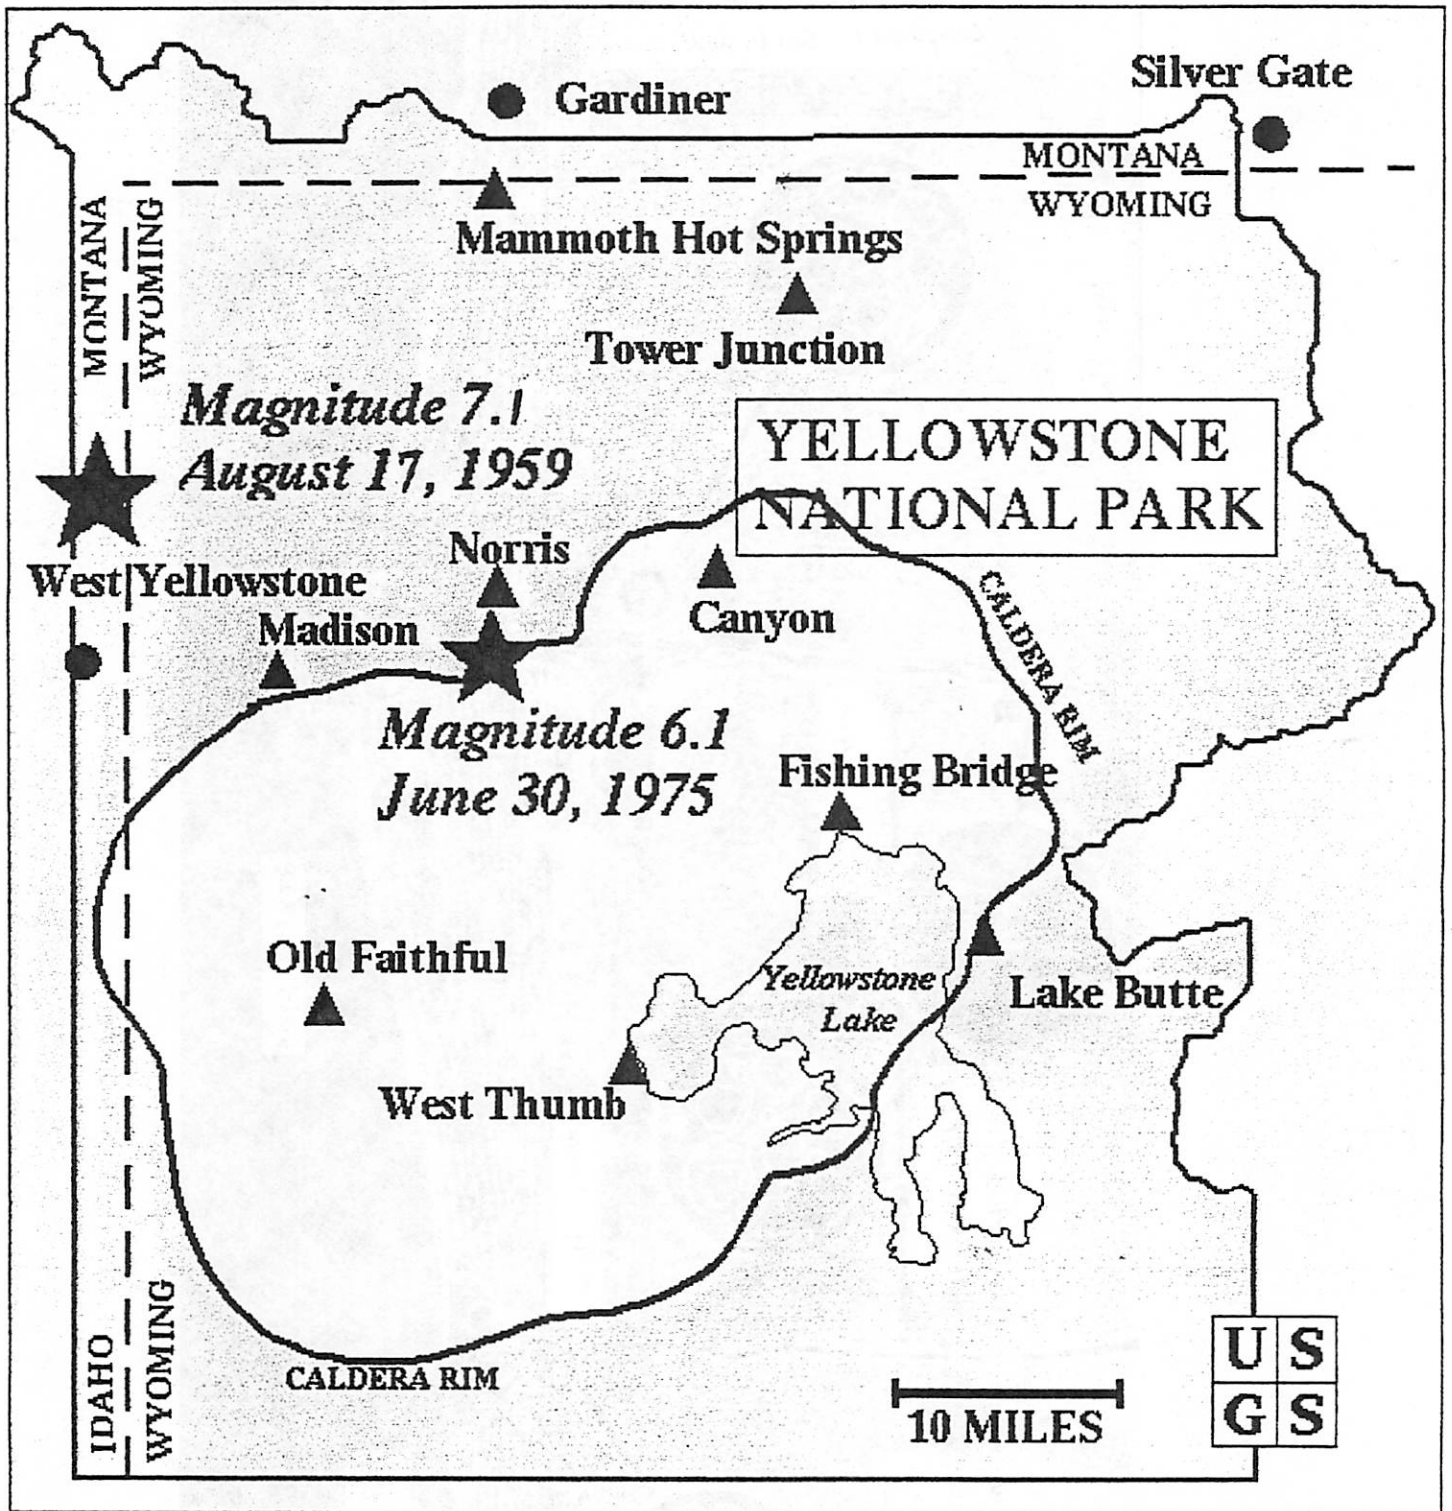 Silver Gate
Gardiner
MONTANA
WYOMING
Mammoth Hot Springs
MONTANA
WYOMING
Tower Junction
Magnitude 7.1
August 17, 1959
YELLOWSTONE
NATIONAL PARK
Norris
West Yellowstone
Madison
Canyon
CALDERA RIM
Magnitude 6.1
June 30, 1975
Fishing Bridge
Old Faithful
Yellowstone
Lake
Lake Butte
West Thumb
IDAHO
WYOMING
CALDERA RIM
10 MILES
U S
G S